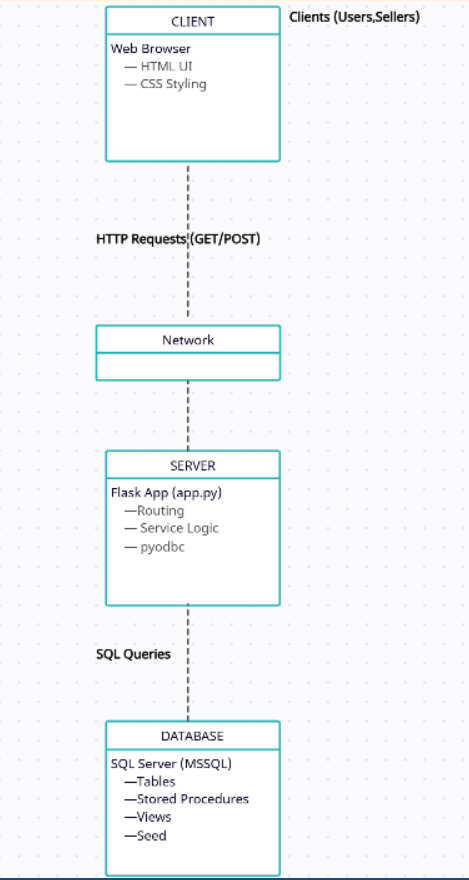 CLIENT
Clients (Users,Sellers)
Web Browser
— HTML UI
— CSS Styling
HTTP Requests (GET/POST)
Network
SERVER
Flask App (app.py)
—Routing
— Service Logic
— pyodbc
SQL Queries
DATABASE
SQL Server (MSSQL)
—Tables
—Stored Procedures
—Views
—Seed